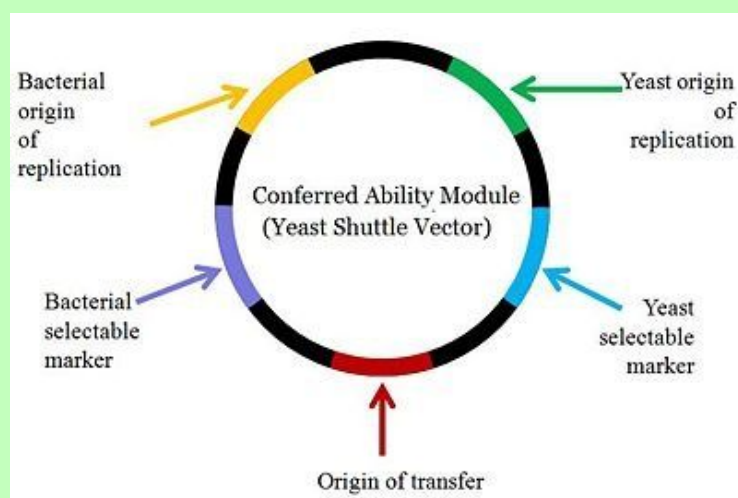 Bacterial
origin
of
replication
Yeast origin
of
replication
Conferred Ability Module
(Yeast Shuttle Vector)
Bacterial
selectable
marker
Yeast
selectable
marker
Origin of transfer